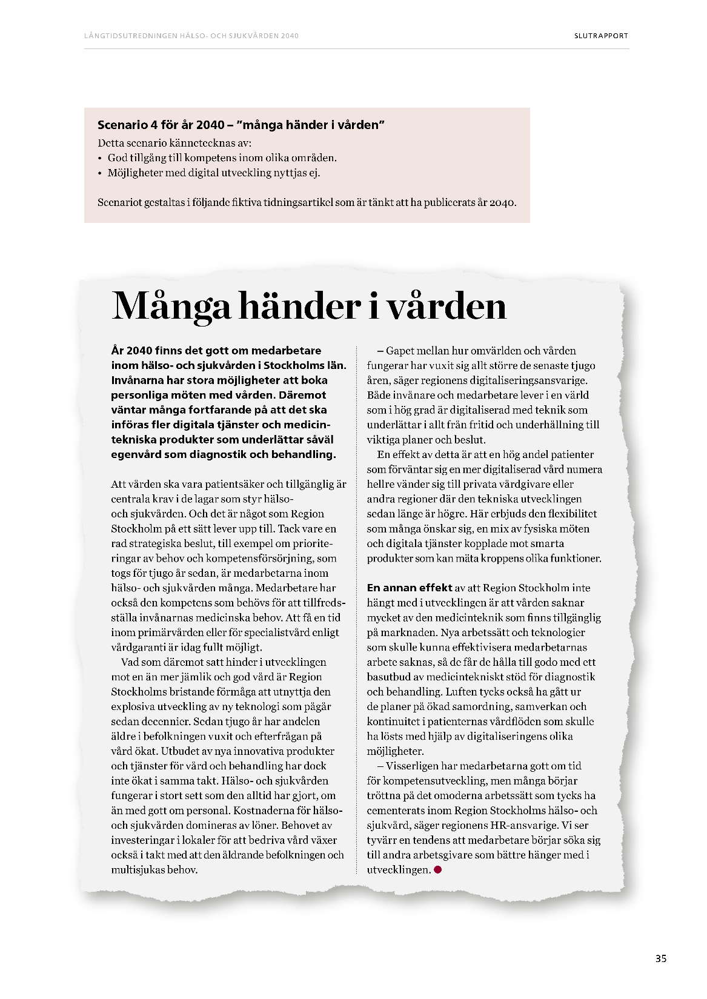 LÅNGTIDSUTREDNINGEN HÄLSO- OCH SJUKVÅRDEN 2040
SLUTRAPPORT
Scenario 4 för år 2040 – ”många händer i vården”
Detta scenario kännetecknas av:
• God tillgång till kompetens inom olika områden.
• Möjligheter med digital utveckling nyttjas ej.
Scenariot gestaltas i följande fiktiva tidningsartikel som är tänkt att ha publicerats år 2040.
Många händer i vården
År 2040 finns det gott om medarbetare
inom hälso- och sjukvården i Stockholms län.
Invånarna har stora möjligheter att boka
personliga möten med vården. Däremot
väntar många fortfarande på att det ska
införas fler digitala tjänster och medicin-
tekniska produkter som underlättar såväl
egenvård som diagnostik och behandling.
Att vården ska vara patientsäker och tillgänglig är
centrala krav i de lagar som styr hälso-
och sjukvården. Och det är något som Region
Stockholm på ett sätt lever upp till. Tack vare en
rad strategiska beslut, till exempel om priorite-
ringar av behov och kompetensförsörjning, som
togs för tjugo år sedan, är medarbetarna inom
hälso- och sjukvården många. Medarbetare har
också den kompetens som behövs för att tillfreds-
ställa invånarnas medicinska behov. Att få en tid
inom primärvården eller för specialistvård enligt
vårdgaranti är idag fullt möjligt.
Vad som däremot satt hinder i utvecklingen
mot en än mer jämlik och god vård är Region
Stockholms bristande förmåga att utnyttja den
explosiva utveckling av ny teknologi som pågår
sedan decennier. Sedan tjugo år har andelen
äldre i befolkningen vuxit och efterfrågan på
vård ökat. Utbudet av nya innovativa produkter
och tjänster för vård och behandling har dock
inte ökat i samma takt. Hälso- och sjukvården
fungerar i stort sett som den alltid har gjort, om
än med gott om personal. Kostnaderna för hälso-
och sjukvården domineras av löner. Behovet av
investeringar i lokaler för att bedriva vård växer
också i takt med att den åldrande befolkningen och
multisjukas behov.
– Gapet mellan hur omvärlden och vården
fungerar har vuxit sig allt större de senaste tjugo
åren, säger regionens digitaliseringsansvarige.
Både invånare och medarbetare lever i en värld
som i hög grad är digitaliserad med teknik som
underlättar i allt från fritid och underhållning till
viktiga planer och beslut.
En effekt av detta är att en hög andel patienter
som förväntar sig en mer digitaliserad vård numera
hellre vänder sig till privata vårdgivare eller
andra regioner där den tekniska utvecklingen
sedan länge är högre. Här erbjuds den flexibilitet
som många önskar sig, en mix av fysiska möten
och digitala tjänster kopplade mot smarta
produkter som kan mäta kroppens olika funktioner.
En annan effekt av att Region Stockholm inte
hängt med i utvecklingen är att vården saknar
mycket av den medicinteknik som finns tillgänglig
på marknaden. Nya arbetssätt och teknologier
som skulle kunna effektivisera medarbetarnas
arbete saknas, så de får de hålla till godo med ett
basutbud av medicintekniskt stöd för diagnostik
och behandling. Luften tycks också ha gått ur
de planer på ökad samordning, samverkan och
kontinuitet i patienternas vårdflöden som skulle
ha lösts med hjälp av digitaliseringens olika
möjligheter.
– Visserligen har medarbetarna gott om tid
för kompetensutveckling, men många börjar
tröttna på det omoderna arbetssätt som tycks ha
cementerats inom Region Stockholms hälso- och
sjukvård, säger regionens HR-ansvarige. Vi ser
tyvärr en tendens att medarbetare börjar söka sig
till andra arbetsgivare som bättre hänger med i
utvecklingen.
35